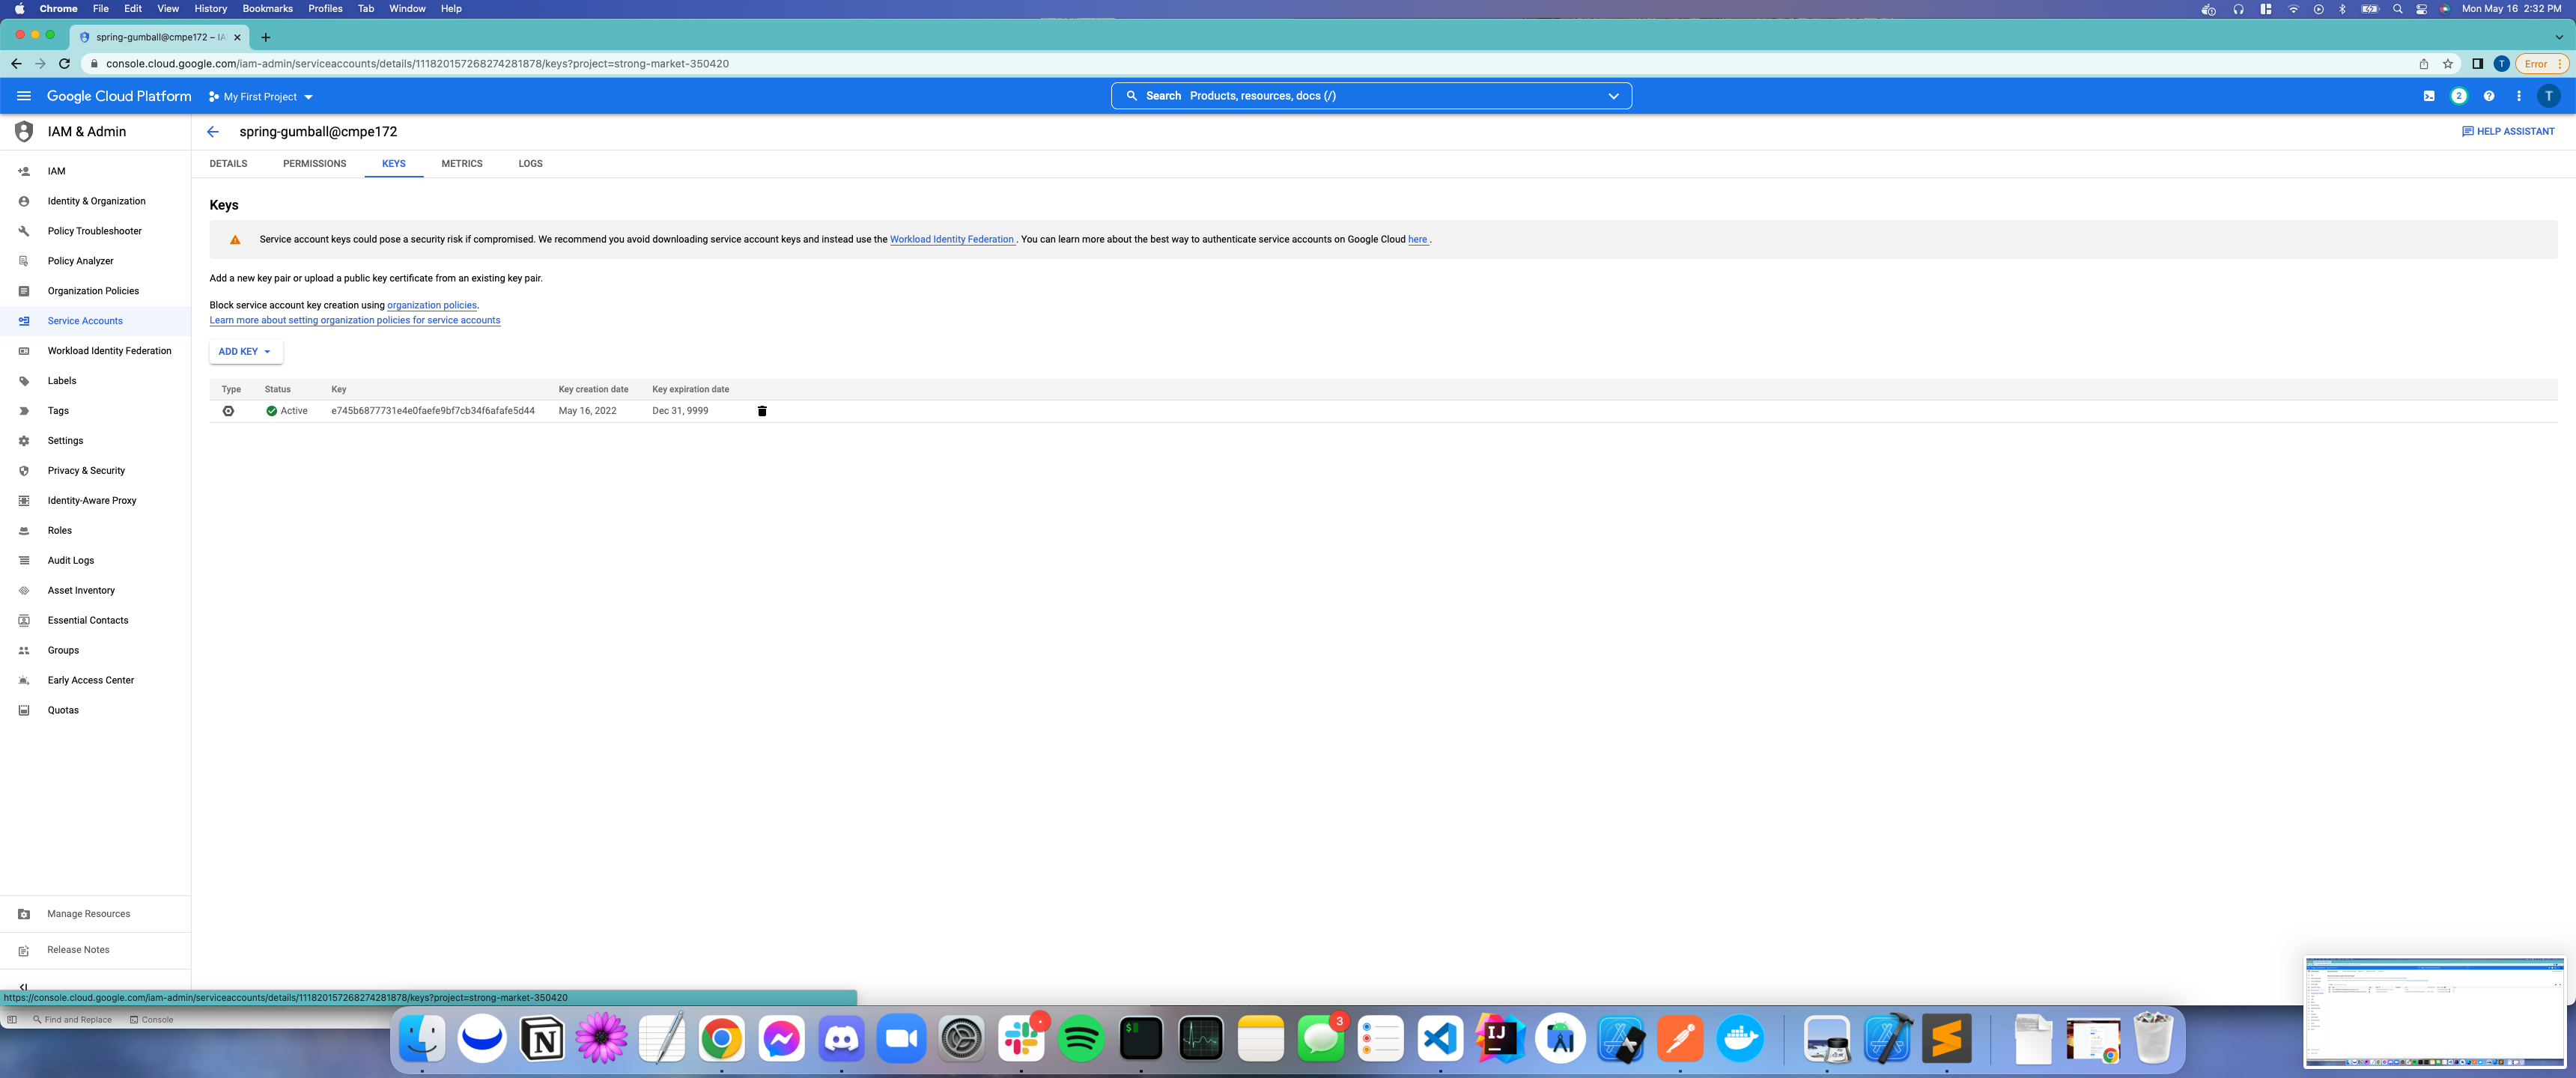 Chrome File Edit View History Bookmarks Profiles Tab Window Help
Mon May 16 2:32 PM
spring-gumball@cmpe172 – IA
console.cloud.google.com/iam-admin/serviceaccounts/details/111820157268274281878/keys?project=strong-market-350420
T
Error
Google Cloud Platform
My First Project
Search Products, resources, docs (/)
2
T
IAM & Admin
spring-gumball@cmpe172
HELP ASSISTANT
DETAILS PERMISSIONS KEYS METRICS LOGS
IAM
Identity & Organization
Policy Troubleshooter
Policy Analyzer
Organization Policies
Service Accounts
Workload Identity Federation
Labels
Tags
Settings
Privacy & Security
Identity-Aware Proxy
Roles
Audit Logs
Asset Inventory
Essential Contacts
Groups
Early Access Center
Quotas
Manage Resources
Release Notes
Keys
Service account keys could pose a security risk if compromised. We recommend you avoid downloading service account keys and instead use the Workload Identity Federation . You can learn more about the best way to authenticate service accounts on Google Cloud here .
Add a new key pair or upload a public key certificate from an existing key pair.
Block service account key creation using organization policies.
Learn more about setting organization policies for service accounts
ADD KEY
Type Status Key Key creation date Key expiration date
Active e745b6877731e4e0faefe9bf7cb34f6afafe5d44 May 16, 2022 Dec 31, 9999
https://console.cloud.google.com/iam-admin/serviceaccounts/details/111820157268274281878/keys?project=strong-market-350420
Find and Replace Console
3